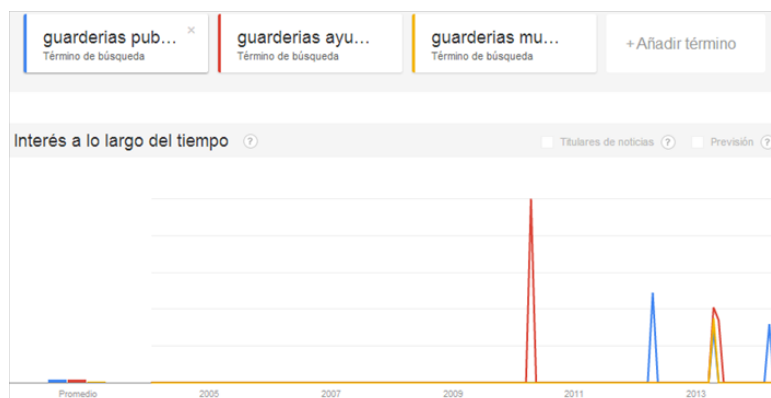 guarderias pub... ×
Término de búsqueda
guarderias ayu...
Término de búsqueda
guarderias mu...
Término de búsqueda
+Añadir término
Interés a lo largo del tiempo ?
Titulares de noticias ?
Previsión ?
Promedio 2005 2007 2009 2011 2013